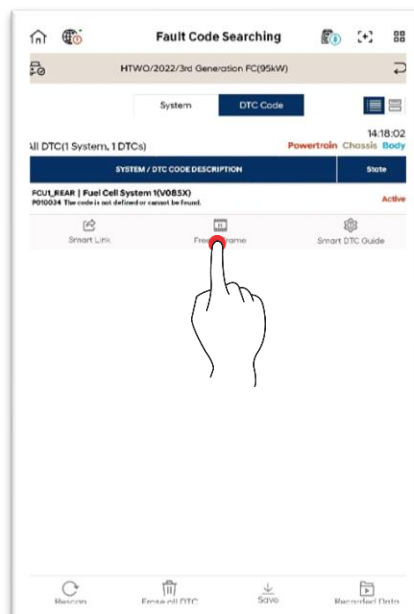 Fault Code Searching
HTWO/2022/3rd Generation FC(95kW)
System DTC Code
14:18:02
All DTC(1 System, 1 DTCs) Powertrain Chassis Body
SYSTEM / DTC CODE DESCRIPTION State
FCU1_REAR | Fuel Cell System 1(V085X)
P010034 The code is not defined or cannot be found. Active
Smart Link Smart DTC Guide
Rescan Erase all DTC Save Recorded Data